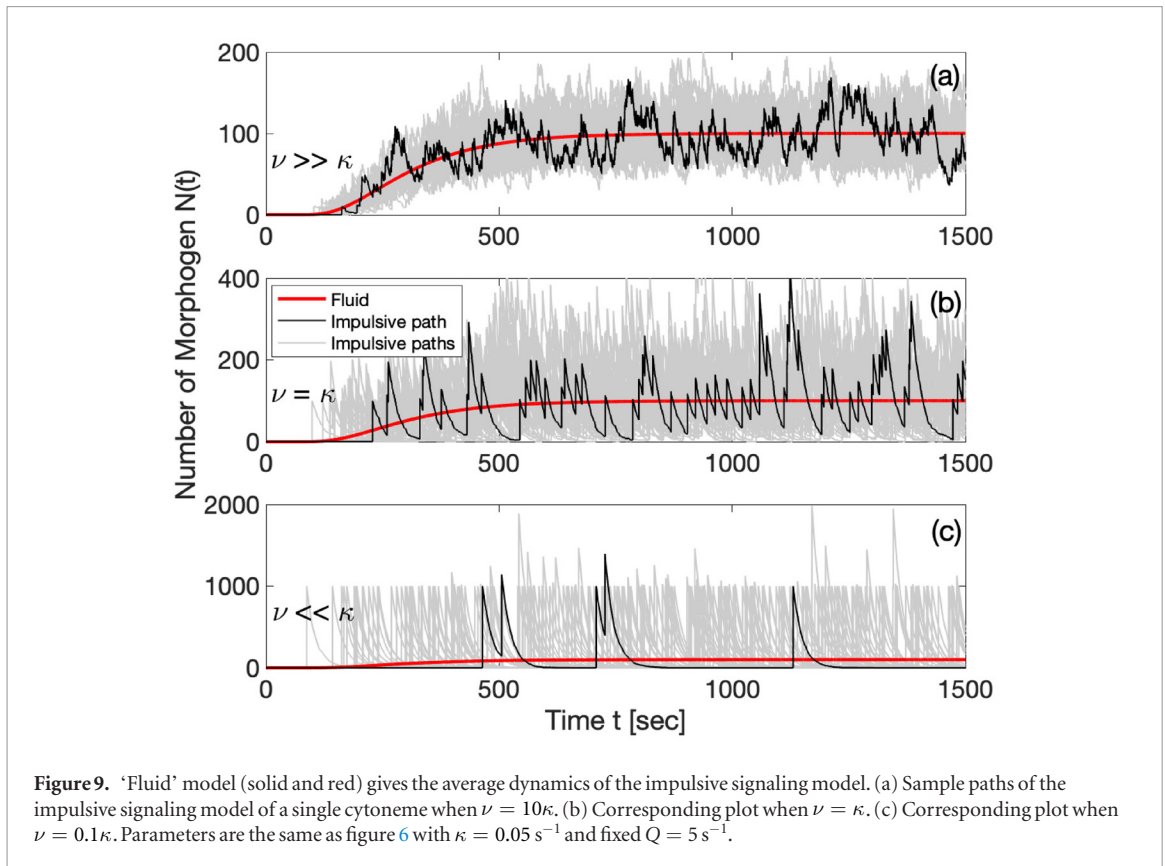 200
(a)
100
ν >> κ
0
0
500
1000
1500
Number of Morphogen N(t)
400
Fluid
(b)
Impulsive path
Impulsive paths
200
ν = κ
0
0
500
1000
1500
2000
(c)
1000
ν << κ
0
0
500
1000
1500
Time t [sec]
Figure 9. ‘Fluid’ model (solid and red) gives the average dynamics of the impulsive signaling model. (a) Sample paths of the
impulsive signaling model of a single cytoneme when ν = 10κ. (b) Corresponding plot when ν = κ. (c) Corresponding plot when
ν = 0.1κ. Parameters are the same as figure 6 with κ = 0.05 s⁻¹ and fixed Q = 5 s⁻¹.